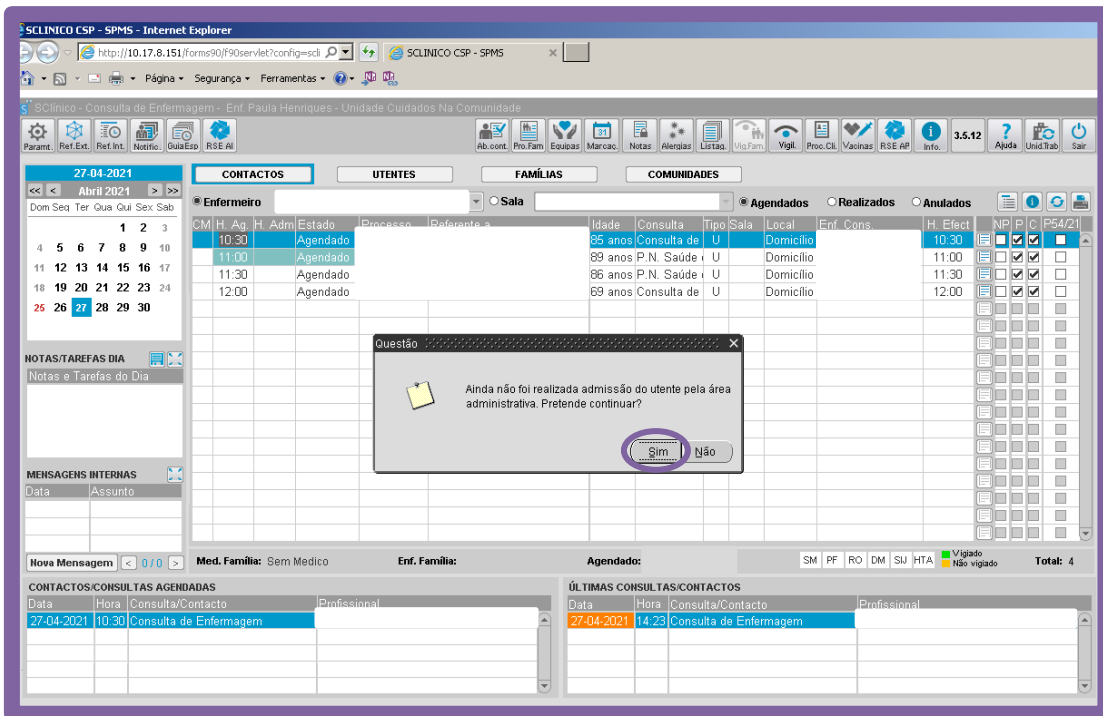 SCLINICO CSP - SPMS - Internet Explorer
http://10.17.8.151/forms90/f90servlet?config=scli
SCLINICO CSP - SPMS
Página Segurança Ferramentas
SClínico - Consulta de Enfermagem - Enf. Paula Henriques - Unidade Cuidados Na Comunidade
Paramt. Ref.Ext. Ref.Int. Notific. GuiaEsp RSE AI Ab.cont. Pro.Fam Equipas Marcac. Notas Alergias Listag. Vig.Fam. Vigil. Proc.Cli. Vacinas RSE AP Info. 3.5.12 Ajuda Unid.Trab Sair
27-04-2021
<< < Abril 2021 > >>
Dom Seg Ter Qua Qui Sex Sab
1 2 3
4 5 6 7 8 9 10
11 12 13 14 15 16 17
18 19 20 21 22 23 24
25 26 27 28 29 30
CONTACTOS UTENTES FAMÍLIAS COMUNIDADES
Enfermeiro Sala Agendados Realizados Anulados
CM H. Ag. H. Adm Estado Processo Referente a Idade Consulta Tipo Sala Local Enf. Cons. H. Efect NP P C P54/21
10:30 Agendado 85 anos Consulta de U Domicílio 10:30
11:00 Agendado 89 anos P.N. Saúde U Domicílio 11:00
11:30 Agendado 86 anos P.N. Saúde U Domicílio 11:30
12:00 Agendado 69 anos Consulta de U Domicílio 12:00
Questão
Ainda não foi realizada admissão do utente pela área
administrativa. Pretende continuar?
Sim Não
NOTAS/TAREFAS DIA
Notas e Tarefas do Dia
MENSAGENS INTERNAS
Data Assunto
Nova Mensagem < 0 / 0 >
Med. Família: Sem Medico Enf. Família: Agendado: SM PF RO DM SIJ HTA Vigiado
Não vigiado
Total: 4
CONTACTOS/CONSULTAS AGENDADAS
Data Hora Consulta/Contacto Profissional
27-04-2021 10:30 Consulta de Enfermagem
ÚLTIMAS CONSULTAS/CONTACTOS
Data Hora Consulta/Contacto Profissional
27-04-2021 14:23 Consulta de Enfermagem